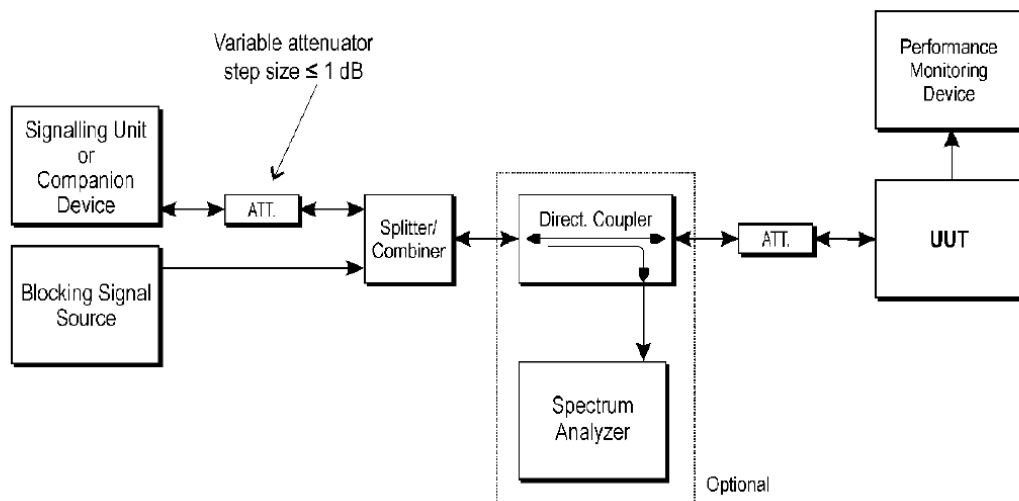 Variable attenuator
step size ≤ 1 dB
Performance
Monitoring
Device
Signalling Unit
or
Companion
Device
ATT.
Splitter/
Combiner
Direct. Coupler
ATT.
UUT
Blocking Signal
Source
Spectrum
Analyzer
Optional